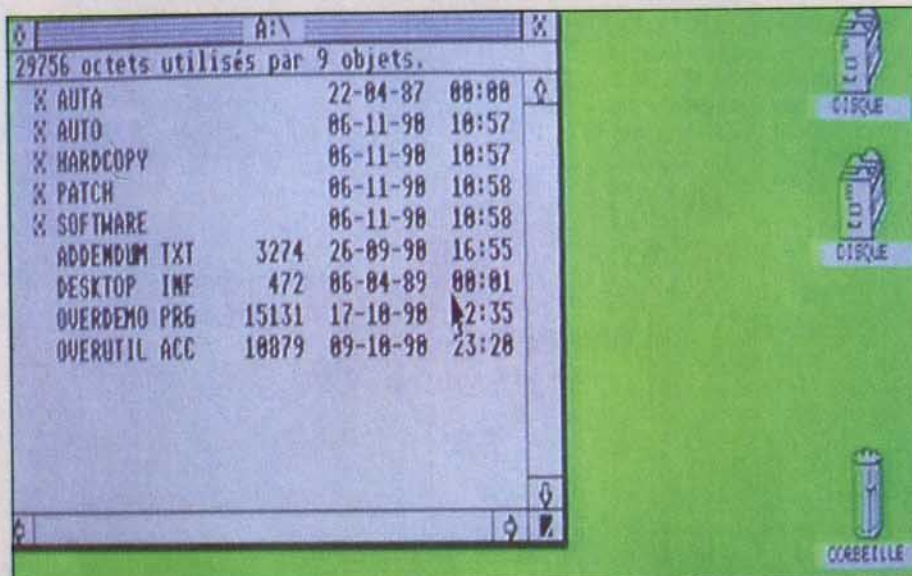 A:\
29756 octets utilisés par 9 objets.
AUTA 22-04-87 00:00
AUTO 06-11-90 10:57
HARDCOPY 06-11-90 10:57
PATCH 06-11-90 10:58
SOFTWARE 06-11-90 10:58
ADDENDUM TXT 3274 26-09-90 16:55
DESKTOP INF 472 06-04-89 00:01
OVERDEMO PRG 15131 17-10-90
OVERUTIL ACC 10879 09-10-90 23:20
DISQUE
DISQUE
CORBEILLE